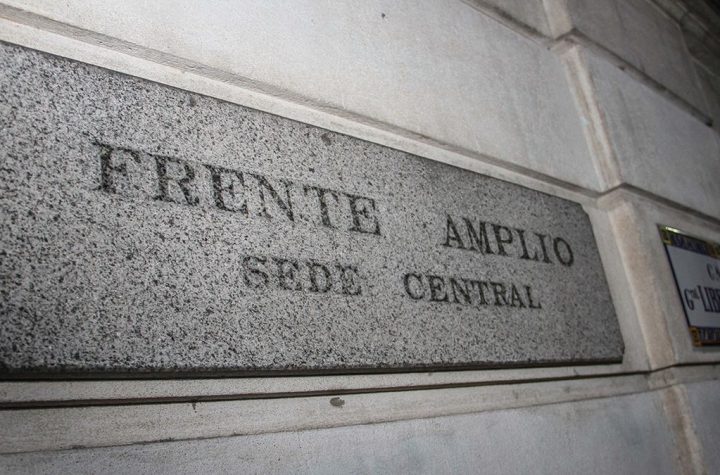 FRENTE AMPLIO
SEDE CENTRAL